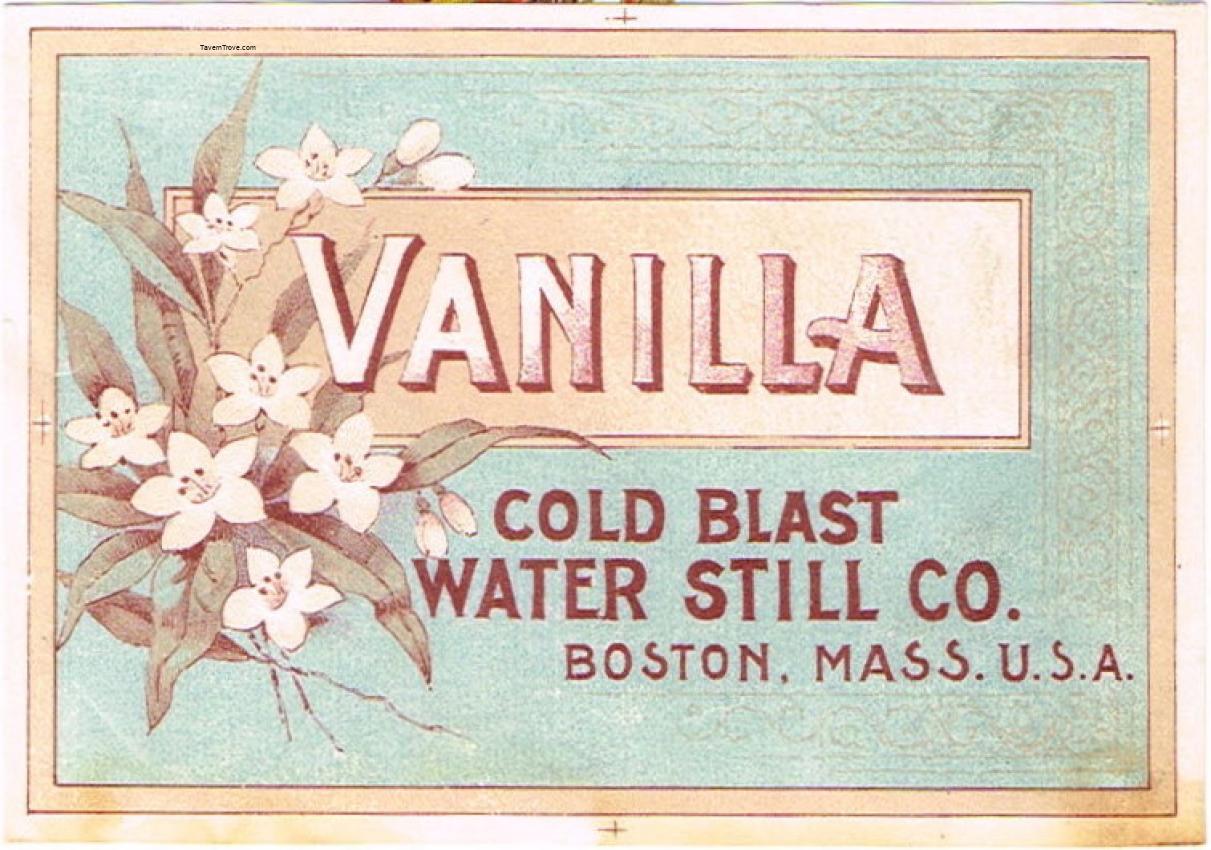 TavernTrove.com
VANILLA
COLD BLAST
WATER STILL CO.
BOSTON, MASS. U.S.A.